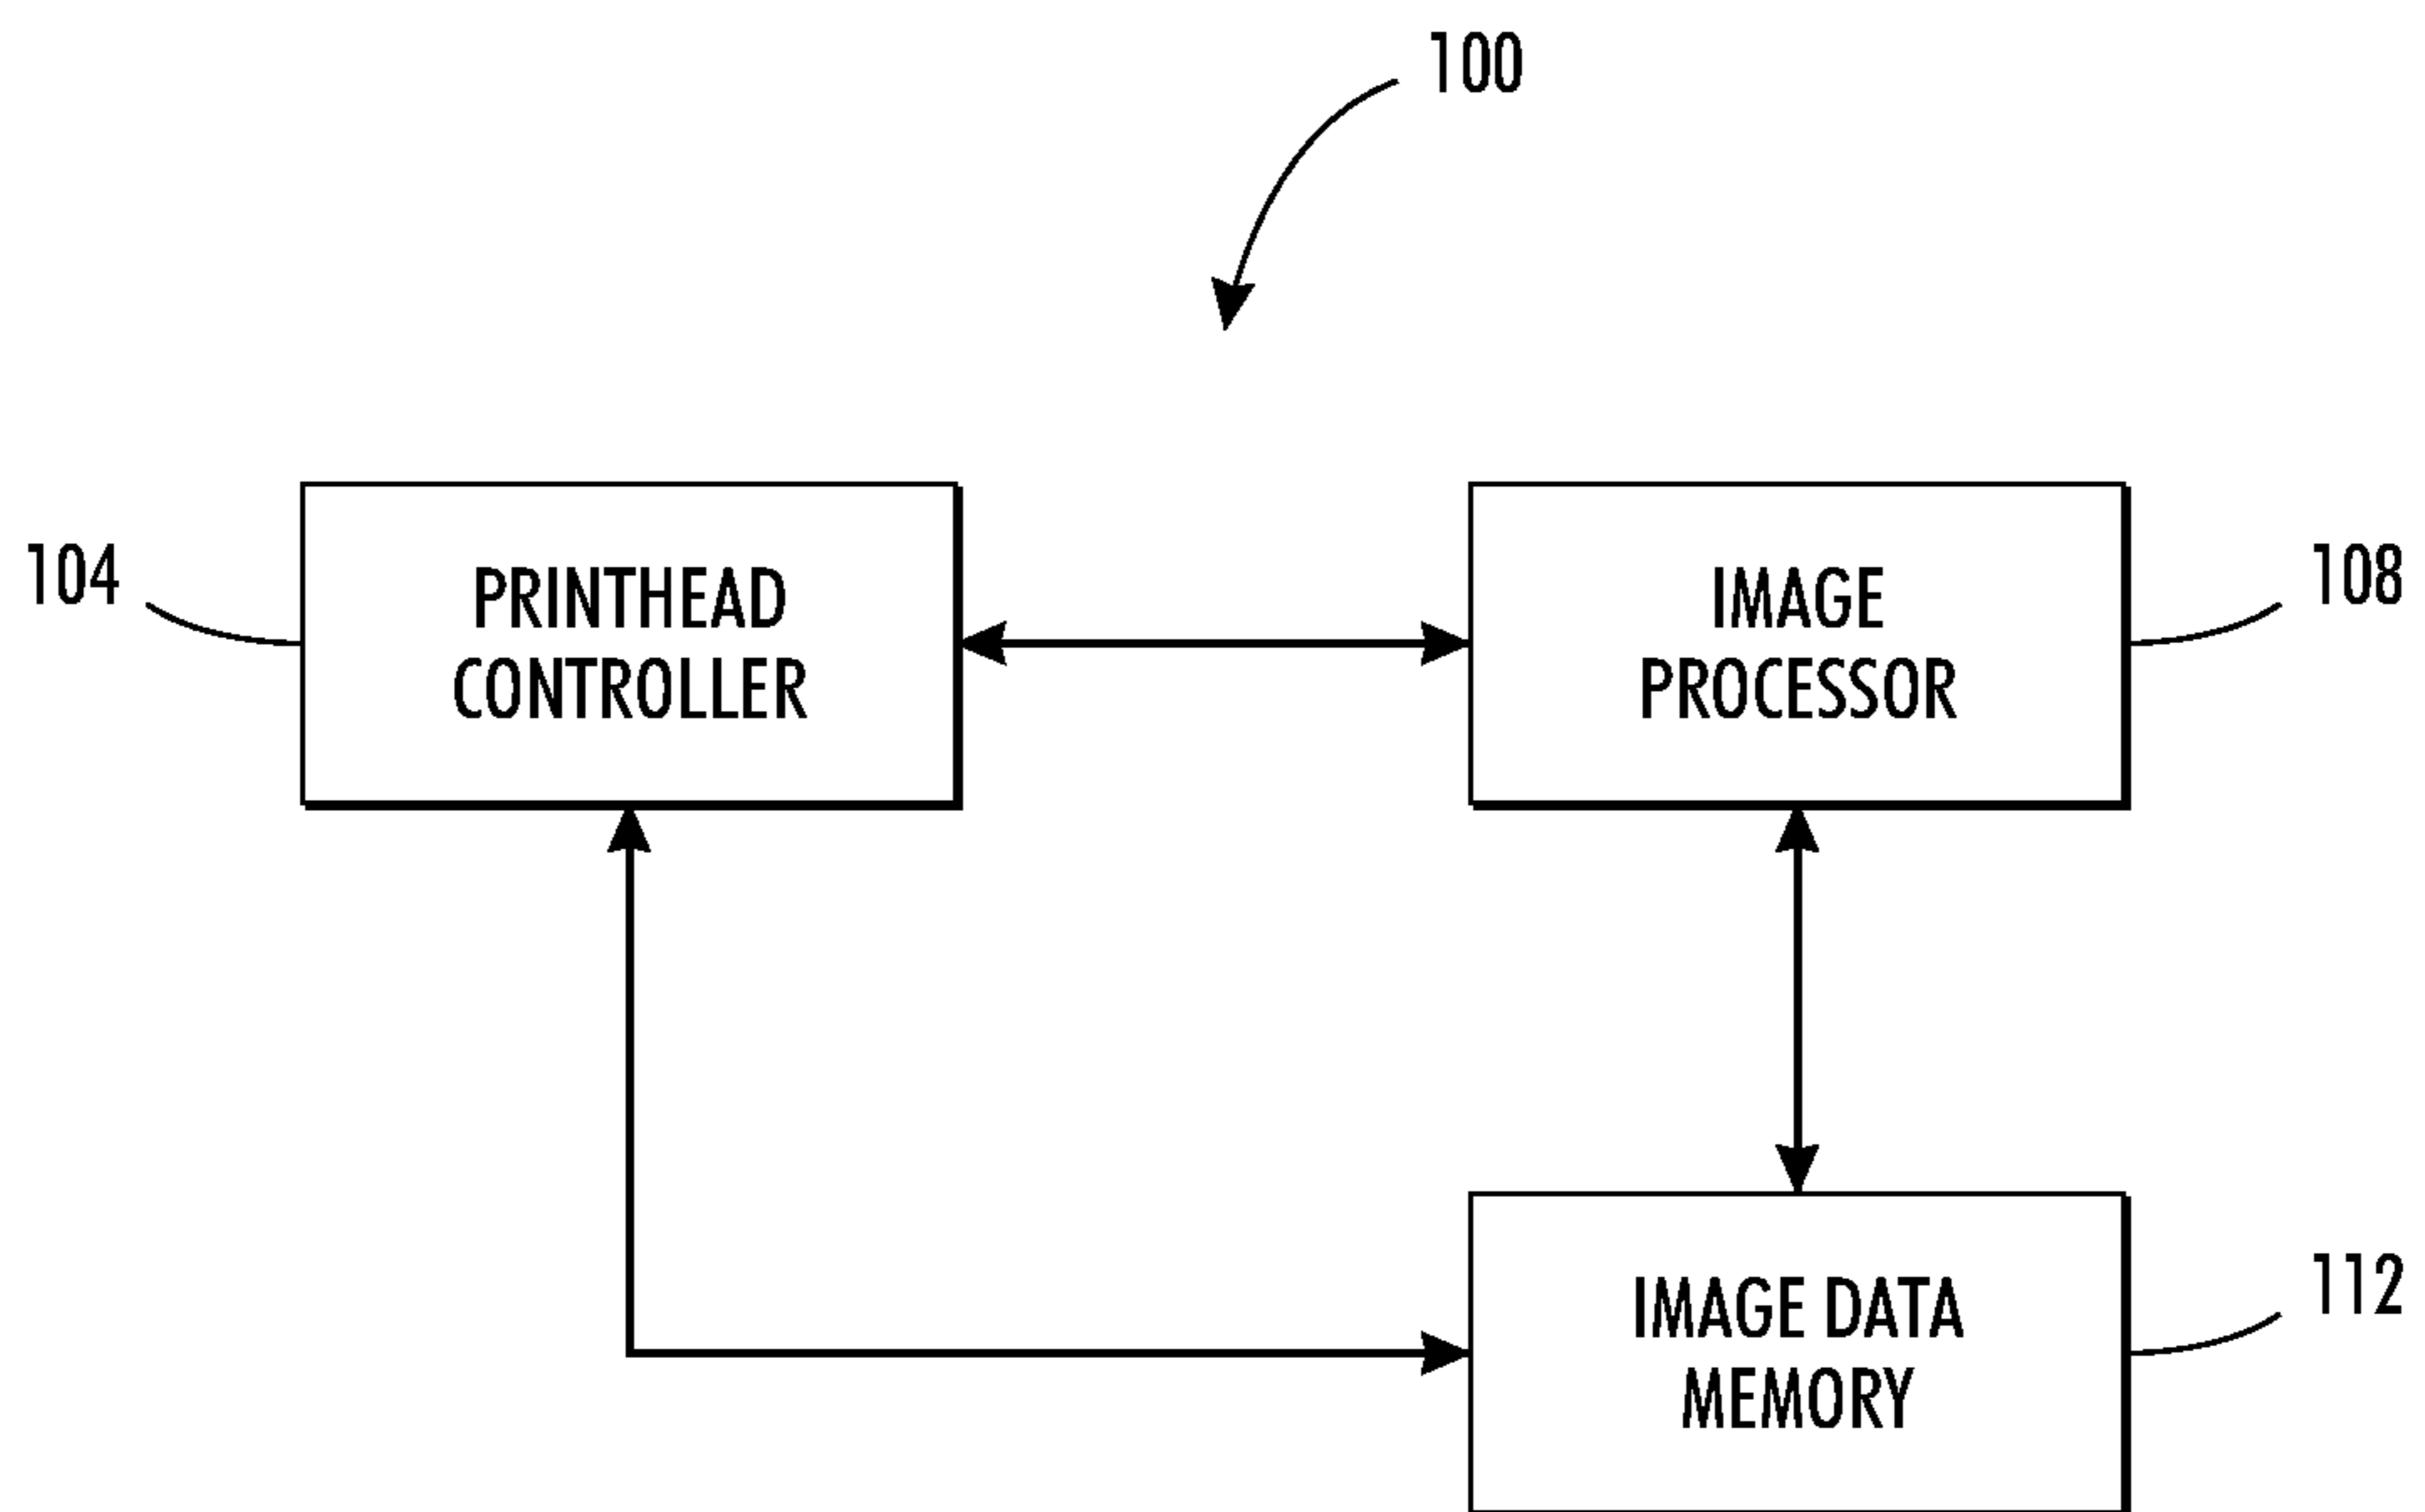 100
104
PRINTHEAD
CONTROLLER
IMAGE
PROCESSOR
108
IMAGE DATA
MEMORY
112